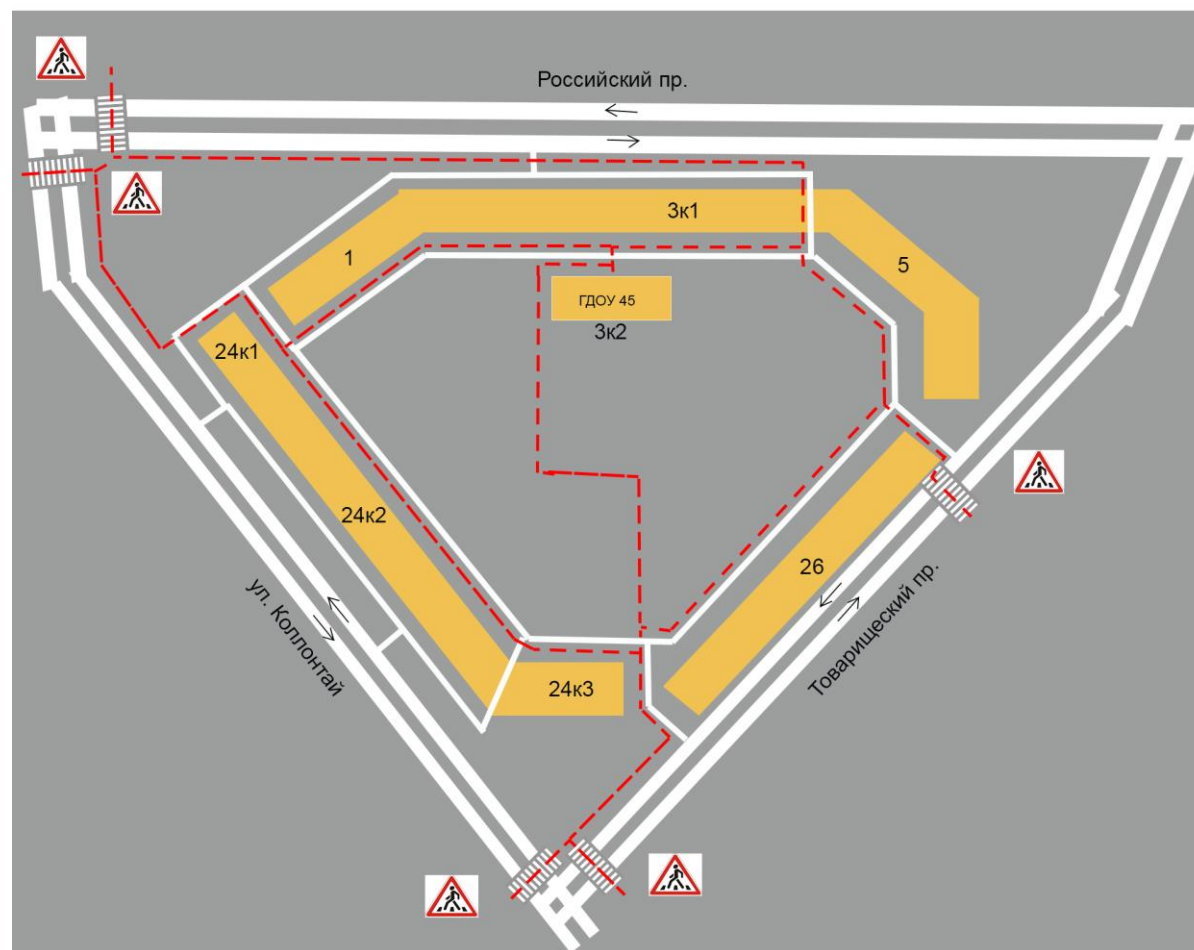 Российский пр.
3к1
1
5
ГДОУ 45
3к2
24к1
24к2
26
ул. Коллонтай
Товарищеский пр.
24к3